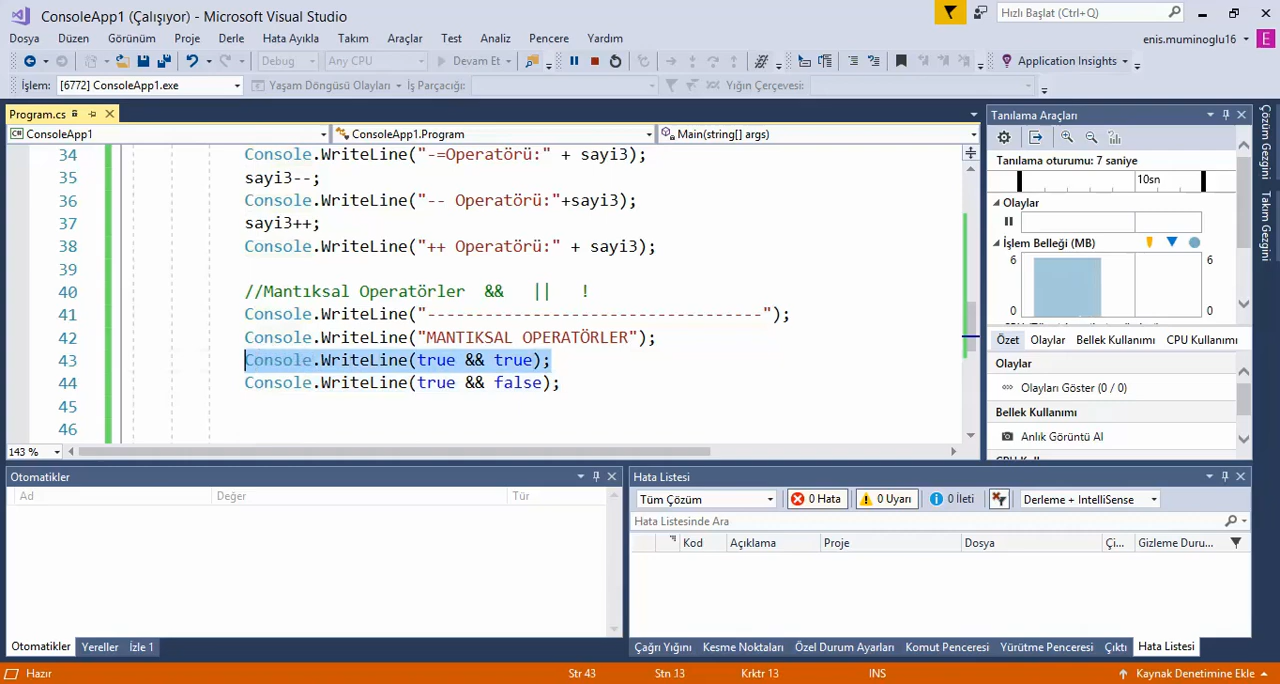 ConsoleApp1 (Çalışıyor) - Microsoft Visual Studio
Hızlı Başlat (Ctrl+Q)
Dosya Düzen Görünüm Proje Derle Hata Ayıkla Takım Araçlar Test Analiz Pencere Yardım
enis.muminoglu16 E
Debug Any CPU Devam Et Application Insights
İşlem: [6772] ConsoleApp1.exe Yaşam Döngüsü Olayları İş Parçacığı: Yığın Çerçevesi:
Program.cs
ConsoleApp1 ConsoleApp1.Program Main(string[] args)
34 Console.WriteLine("-=Operatörü:" + sayi3);
35 sayi3--;
36 Console.WriteLine("-- Operatörü:"+sayi3);
37 sayi3++;
38 Console.WriteLine("++ Operatörü:" + sayi3);
39
40 //Mantıksal Operatörler && || !
41 Console.WriteLine("-----------------------------------");
42 Console.WriteLine("MANTIKSAL OPERATÖRLER");
43 Console.WriteLine(true && true);
44 Console.WriteLine(true && false);
45
46
143 %
Tanılama Araçları
Tanılama oturumu: 7 saniye
10sn
Olaylar
İşlem Belleği (MB)
6 6
0 0
Özet Olaylar Bellek Kullanımı CPU Kullanımı
Olaylar
Olayları Göster (0 / 0)
Bellek Kullanımı
Anlık Görüntü Al
Çözüm Gezgini
Takım Gezgini
Otomatikler
Ad Değer Tür
Otomatikler Yereller İzle 1
Hata Listesi
Tüm Çözüm 0 Hata 0 Uyarı 0 İleti Derleme + IntelliSense
Hata Listesinde Ara
Kod Açıklama Proje Dosya Çi... Gizleme Duru...
Çağrı Yığını Kesme Noktaları Özel Durum Ayarları Komut Penceresi Yürütme Penceresi Çıktı Hata Listesi
Hazır Str 43 Stn 13 Krktr 13 INS Kaynak Denetimine Ekle